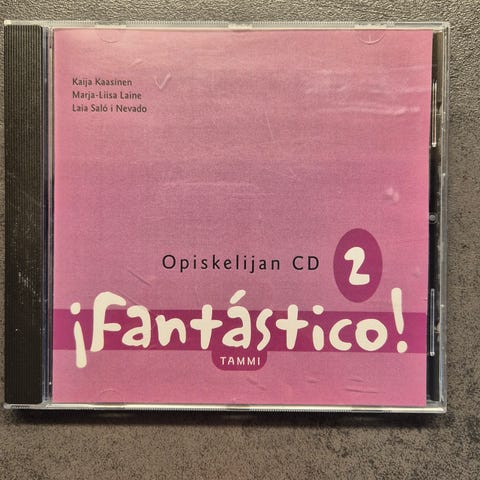 Kaija Kaasinen
Marja-Liisa Laine
Laia Saló i Nevado
Opiskelijan CD 2
¡Fantástico!
TAMMI